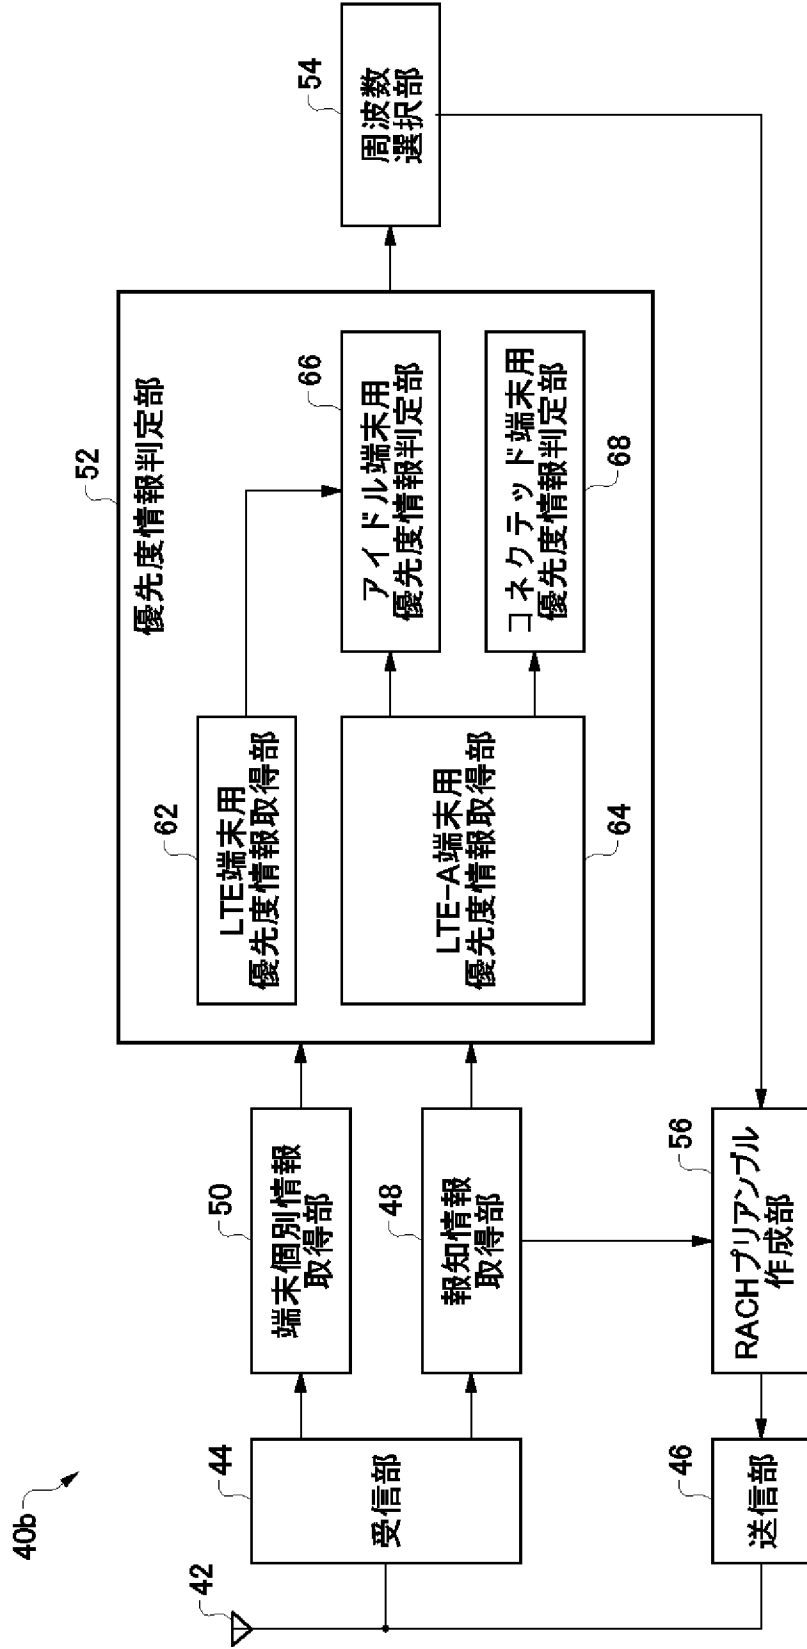 40b
42
44
受信部
46
送信部
50
端末個別情報
取得部
48
報知情報
取得部
56
RACHプリアンブル
作成部
52
優先度情報判定部
62
LTE端末用
優先度情報取得部
LTE-A端末用
優先度情報取得部
64
66
アイドル端末用
優先度情報判定部
コネクテッド端末用
優先度情報判定部
68
54
周波数
選択部